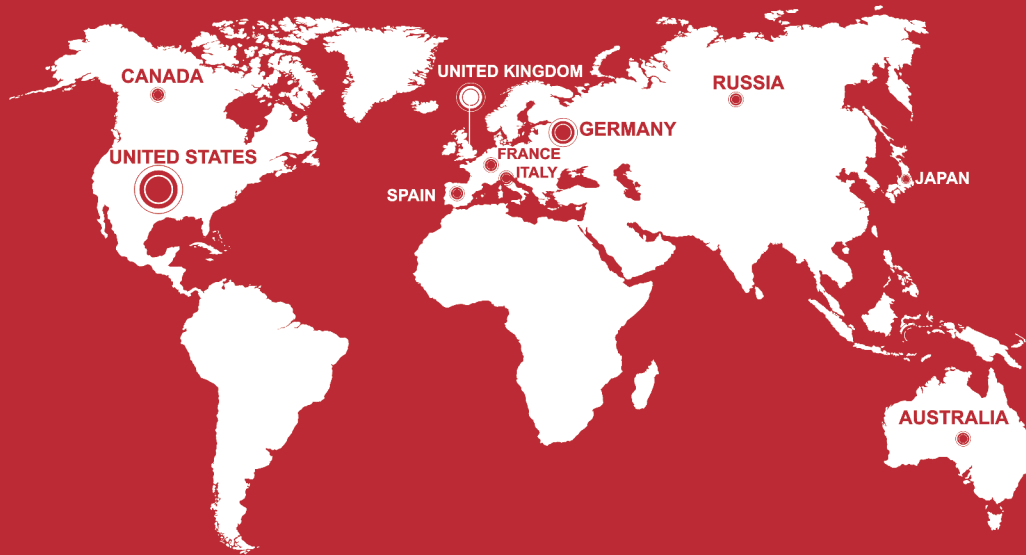 UNITED KINGDOM
CANADA
RUSSIA
GERMANY
UNITED STATES
FRANCE
ITALY
JAPAN
SPAIN
AUSTRALIA